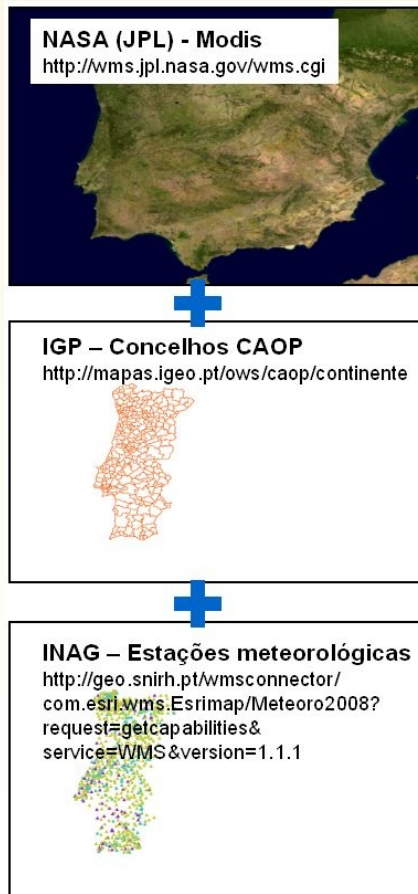 NASA (JPL) - Modis
http://wms.jpl.nasa.gov/wms.cgi
IGP – Concelhos CAOP
http://mapas.igeo.pt/ows/caop/continente
INAG – Estações meteorológicas
http://geo.snirh.pt/wmsconnector/
com.esri.wms.Esrimap/Meteoro2008?
request=getcapabilities&
service=WMS&version=1.1.1